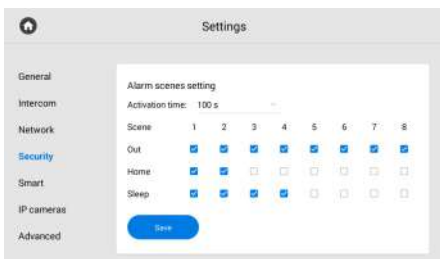 Settings
General
Intercom
Network
Security
Smart
IP cameras
Advanced
Alarm scenes setting
Activation time: 100 s
Scene 1 2 3 4 5 6 7 8
Out
Home
Sleep
Save